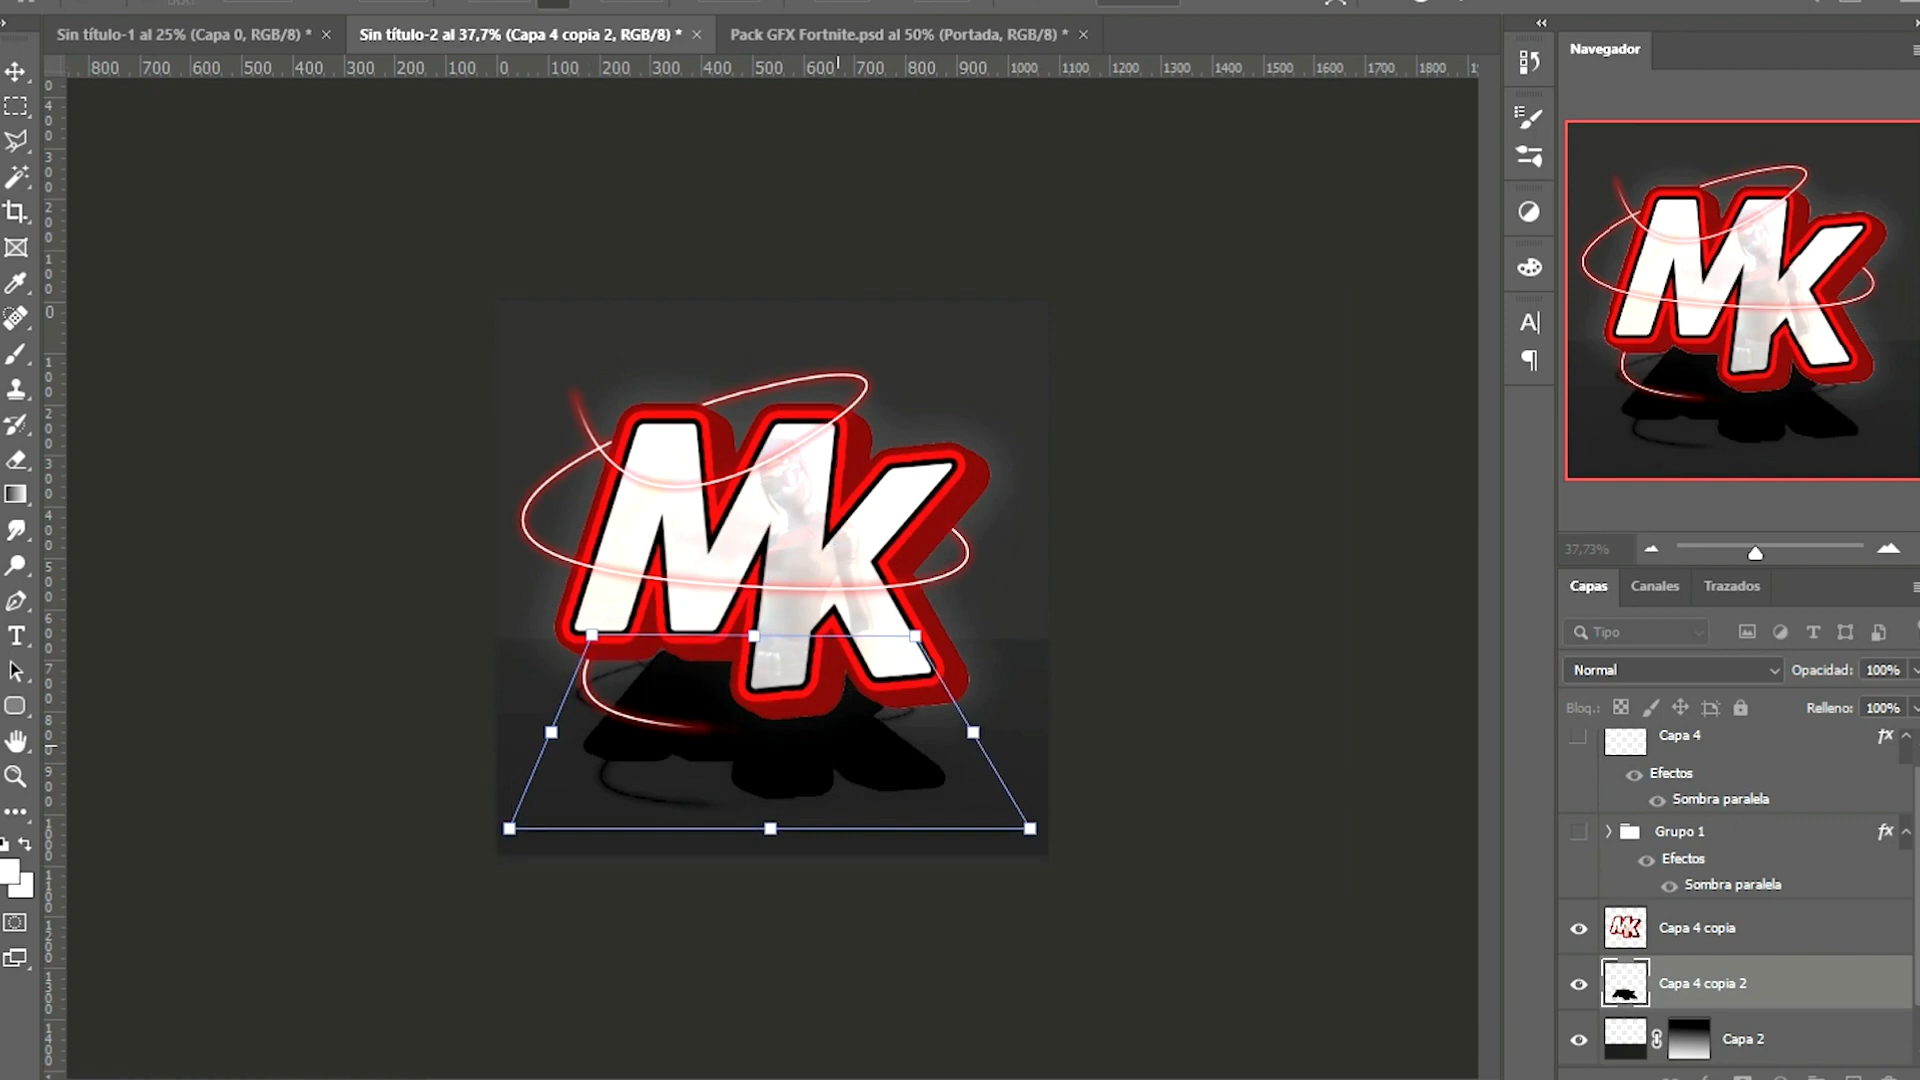 Sin título-1 al 25% (Capa 0, RGB/8) * ×
Sin título-2 al 37,7% (Capa 4 copia 2, RGB/8) * ×
Pack GFX Fortnite.psd al 50% (Portada, RGB/8) * ×
Navegador
800 700 600 500 400 300 200 100 0 100 200 300 400 500 600 700 800 900 1000 1100 1200 1300 1400 1500 1600 1700 1800
MK
MK
37,73%
Capas Canales Trazados
Tipo
Normal Opacidad: 100%
Bloq.: Relleno: 100%
Capa 4 fx
Efectos
Sombra paralela
Grupo 1 fx
Efectos
Sombra paralela
MK Capa 4 copia
Capa 4 copia 2
Capa 2